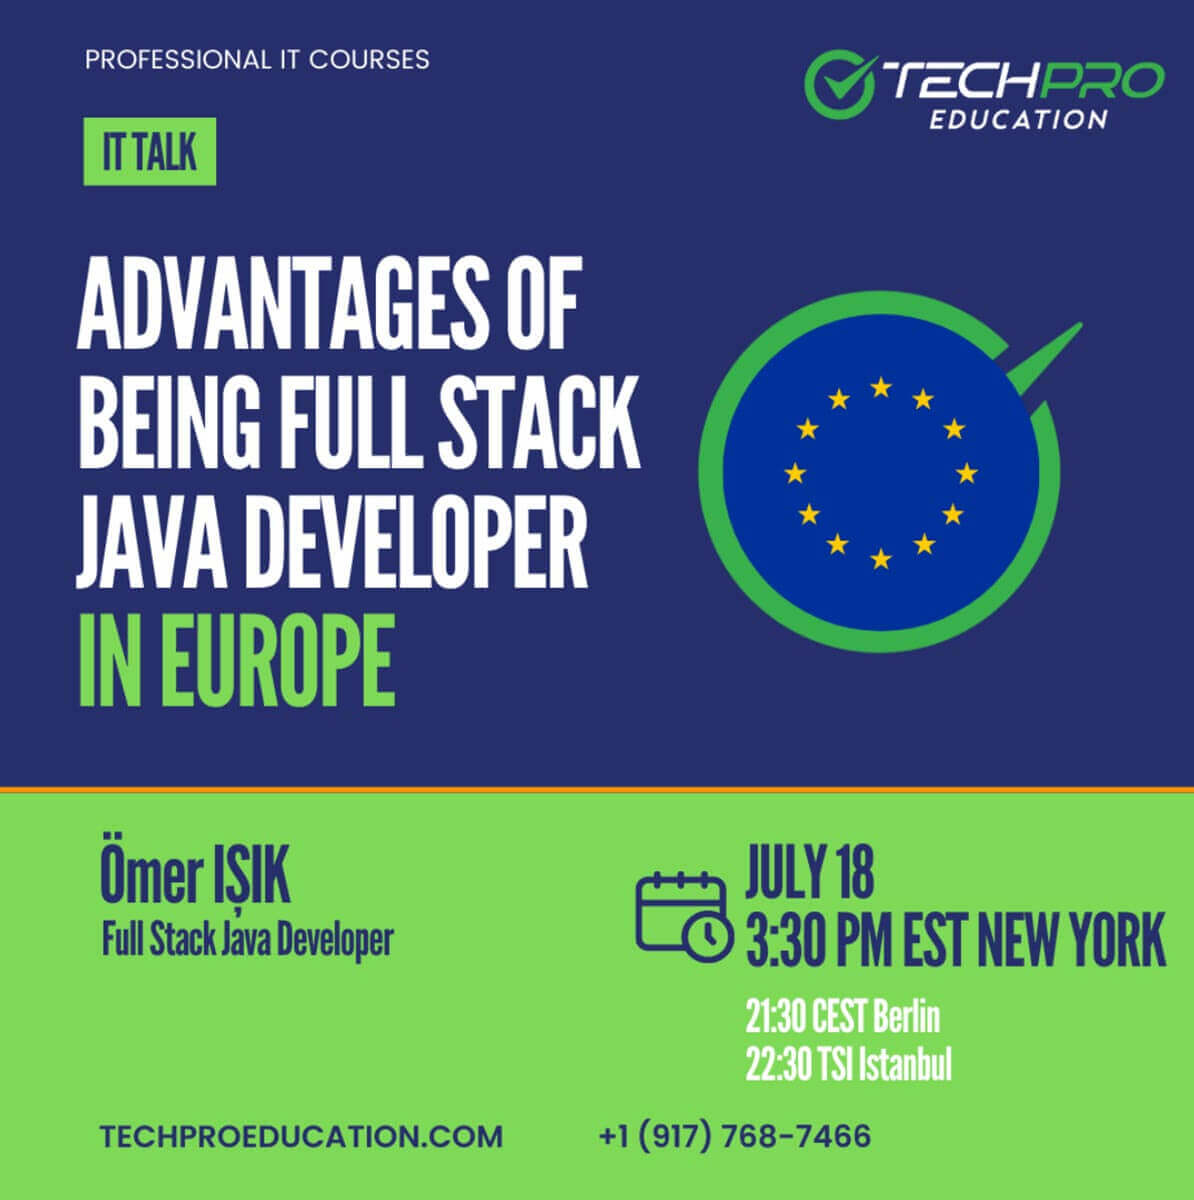 PROFESSIONAL IT COURSES
TECHPRO
EDUCATION
IT TALK
ADVANTAGES OF
BEING FULL STACK
JAVA DEVELOPER
IN EUROPE
Ömer IŞIK
Full Stack Java Developer
JULY 18
3:30 PM EST NEW YORK
21:30 CEST Berlin
22:30 TSI Istanbul
TECHPROEDUCATION.COM
+1 (917) 768-7466